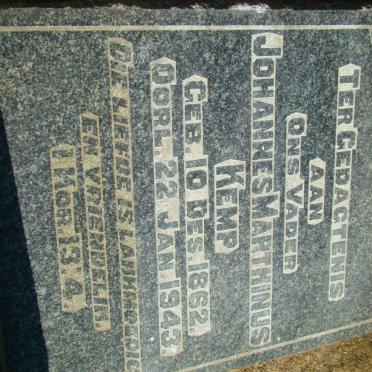 TER GEDACTENIS
AAN
ONS VADER
JOHANNES MARTHINUS
KEMP
GEB. 10 DES. 1862.
OORL. 22 JAN 1943.
DIE LIEFDE IS LANKMOEDIG
EN VRIENDELIK
1 KOR. 13:4